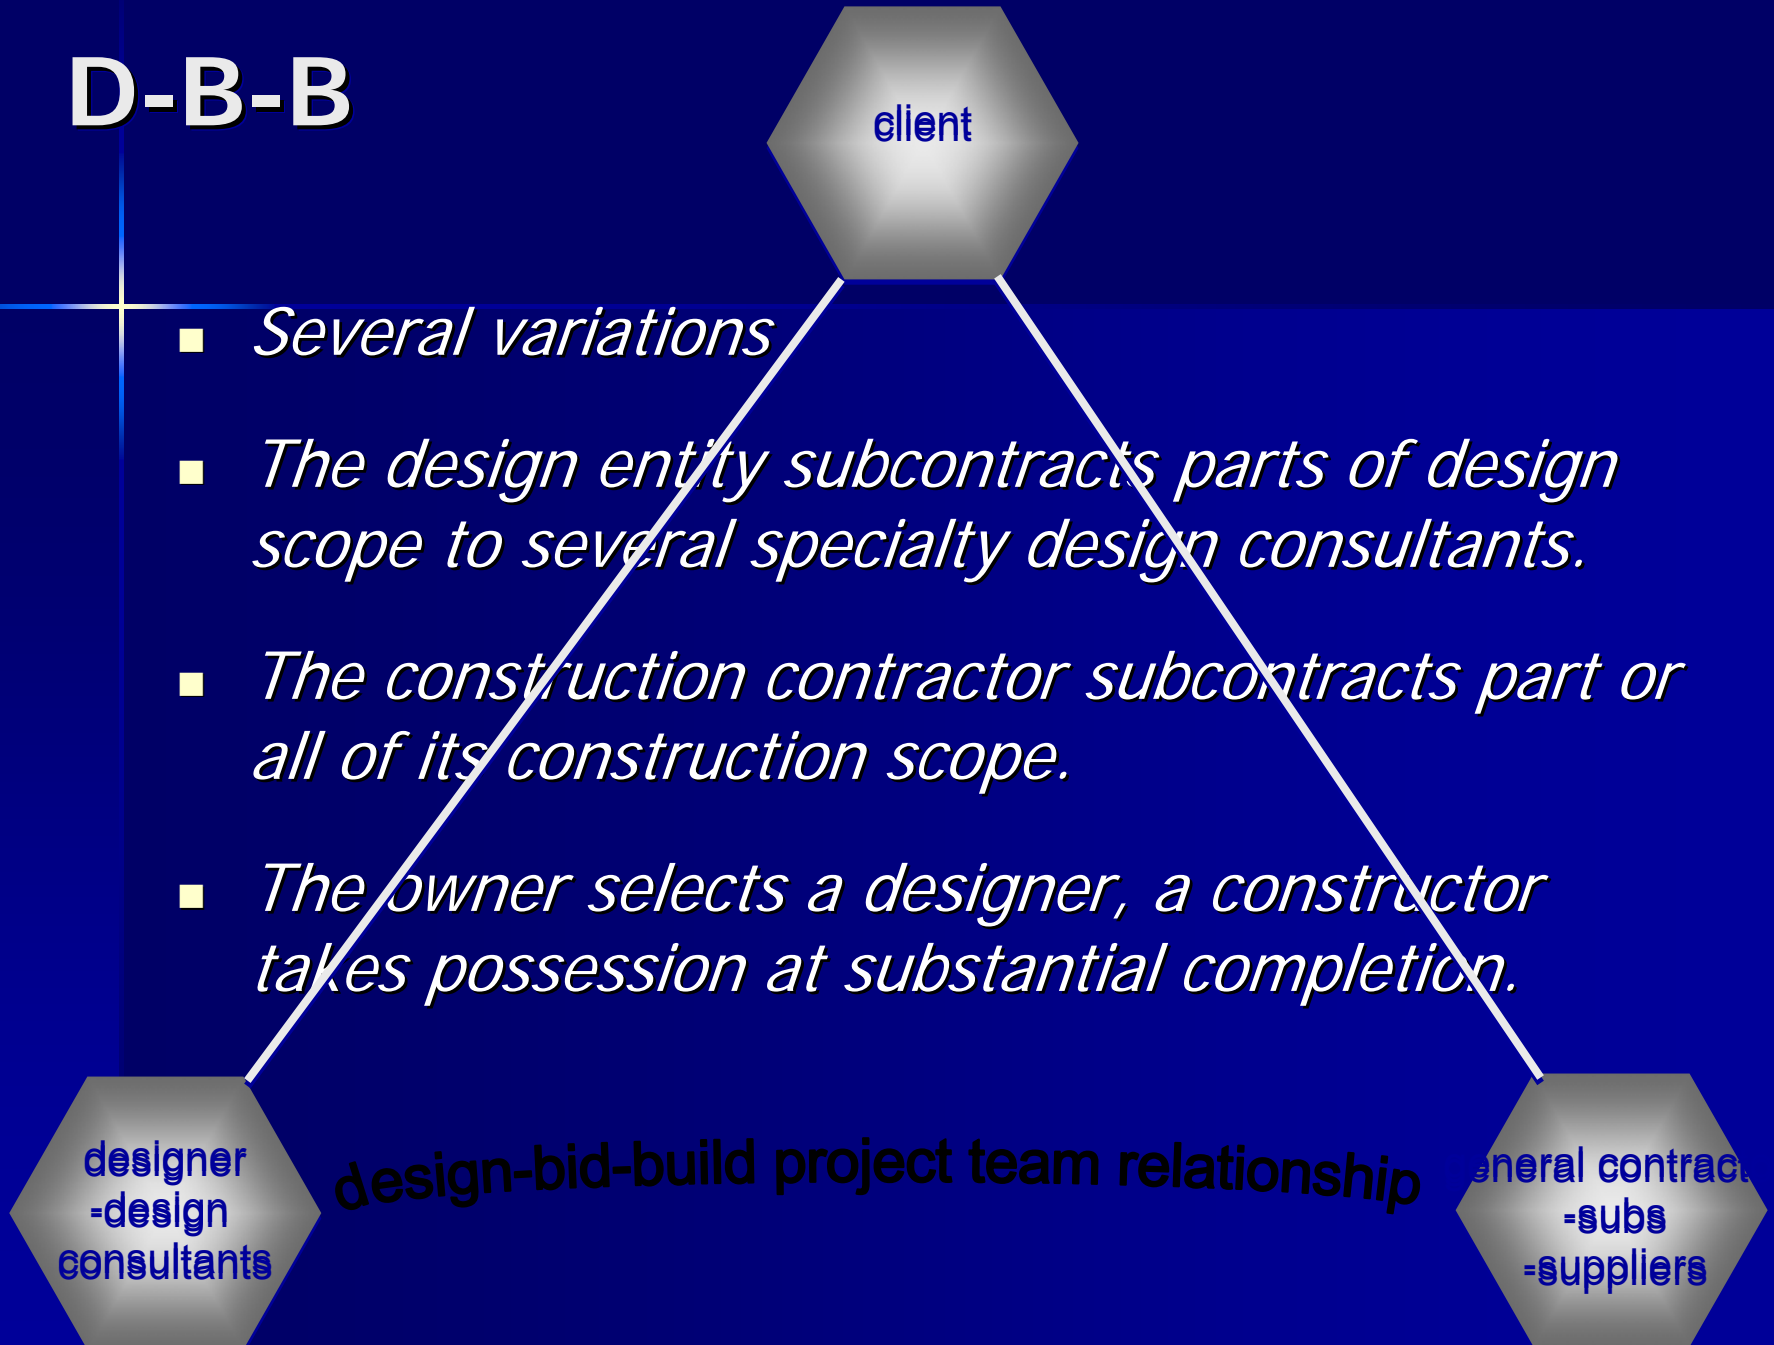 D-B-B
client
Several variations
The design entity subcontracts parts of design
scope to several specialty design consultants.
The construction contractor subcontracts part or
all of its construction scope.
The owner selects a designer, a constructor
takes possession at substantial completion.
designer
-design
consultants
design-bid-build project team relationship
eneral contract
-subs
-suppliers